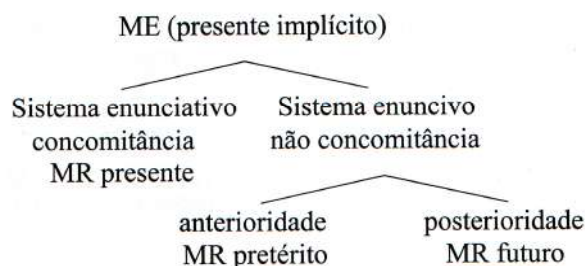 ME (presente implícito)
Sistema enunciativo
concomitância
MR presente
Sistema enuncivo
não concomitância
anterioridade
MR pretérito
posterioridade
MR futuro